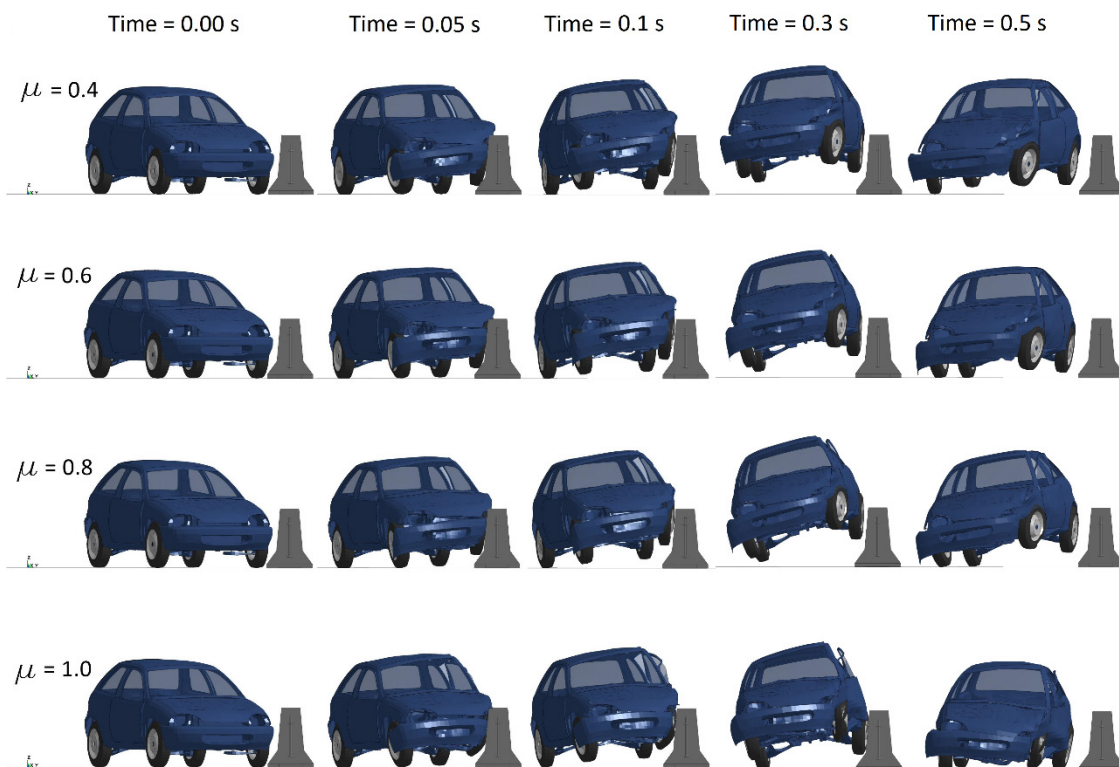 Time = 0.00 s Time = 0.05 s Time = 0.1 s Time = 0.3 s Time = 0.5 s
μ = 0.4
μ = 0.6
μ = 0.8
μ = 1.0